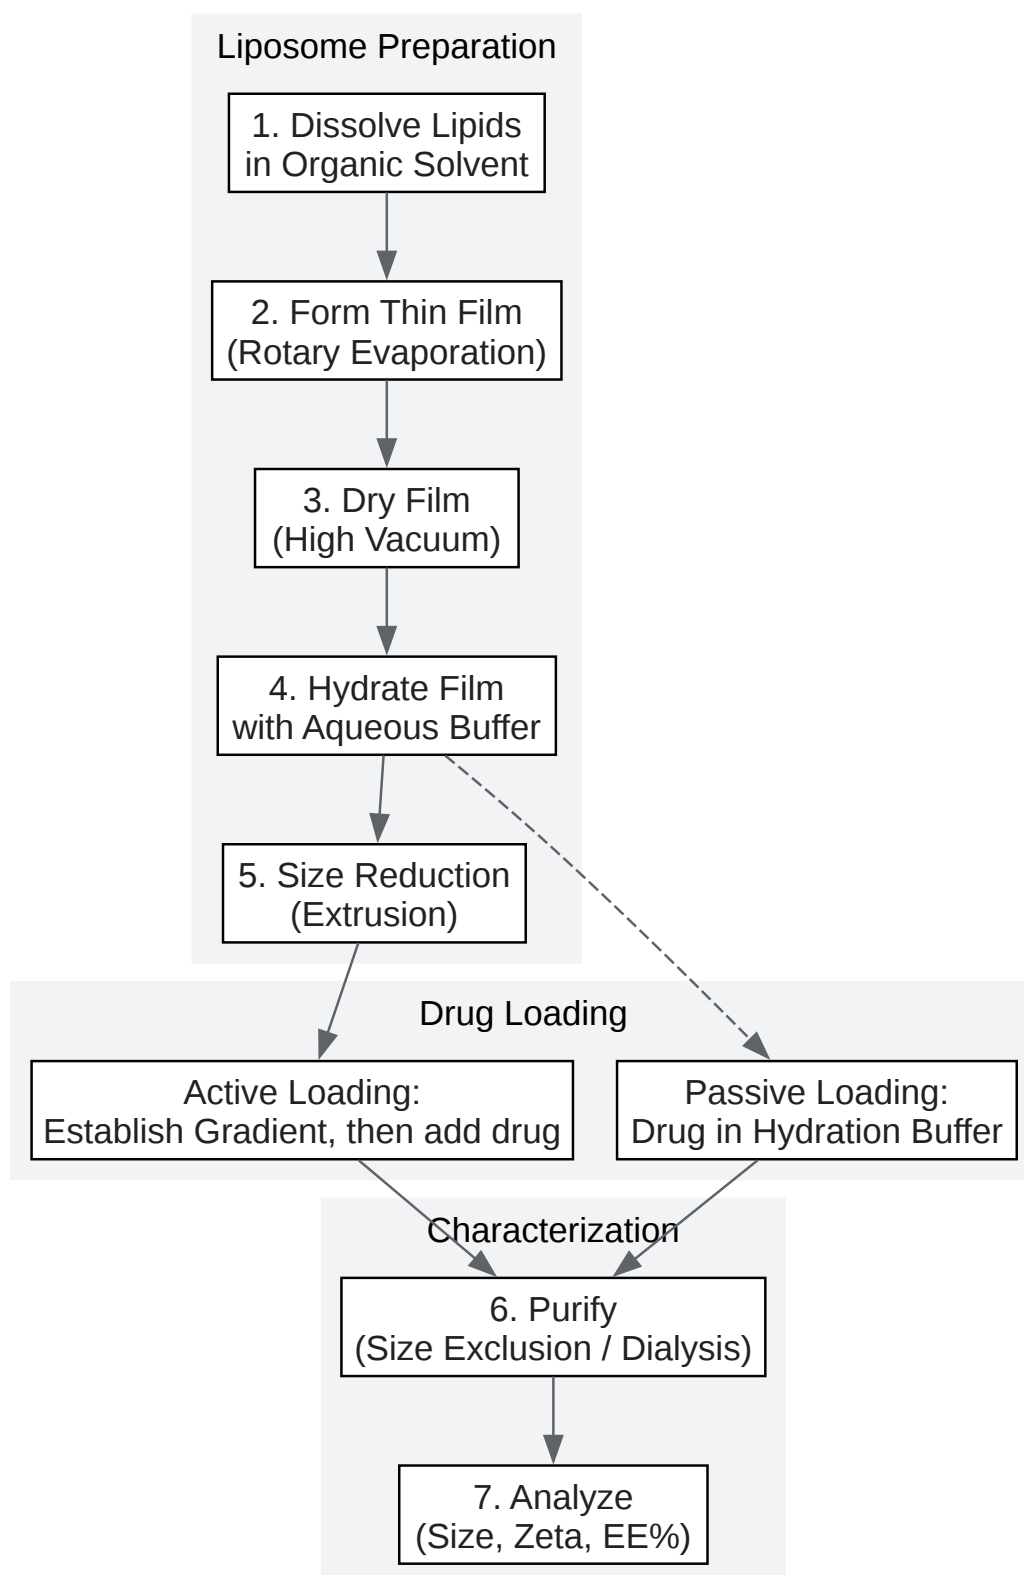 Liposome Preparation
1. Dissolve Lipids
in Organic Solvent
2. Form Thin Film
(Rotary Evaporation)
3. Dry Film
(High Vacuum)
4. Hydrate Film
with Aqueous Buffer
5. Size Reduction
(Extrusion)
Drug Loading
Active Loading:
Establish Gradient, then add drug
Passive Loading:
Drug in Hydration Buffer
Characterization
6. Purify
(Size Exclusion / Dialysis)
7. Analyze
(Size, Zeta, EE%)